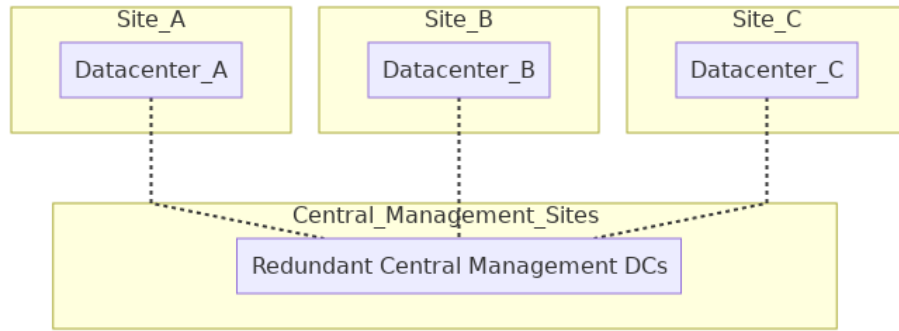 Site_A
Site_B
Site_C
Datacenter_A
Datacenter_B
Datacenter_C
Central_Management_Sites
Redundant Central Management DCs